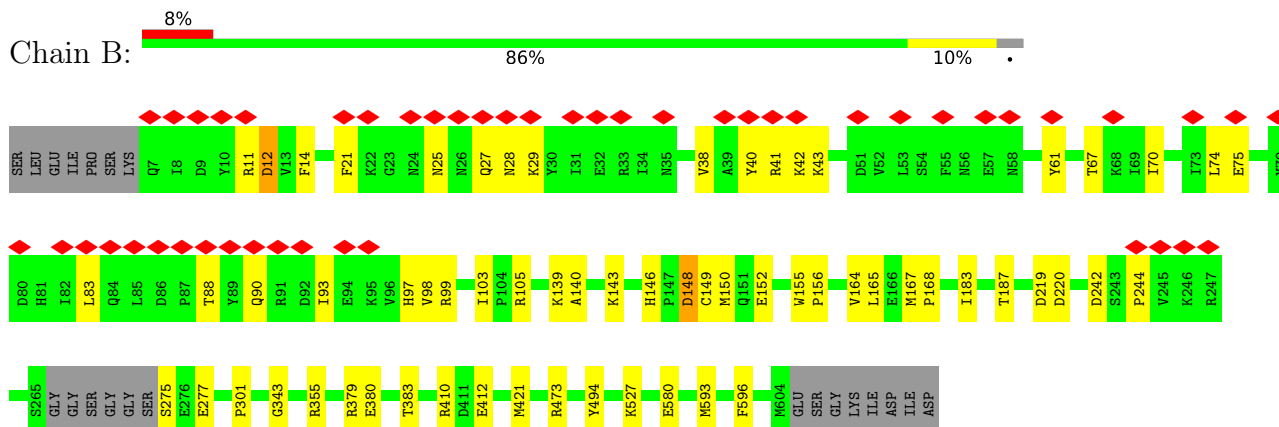 8%
Chain B:
86% 10% •
SER LEU GLU ILE PRO SER LYS Q7 I8 D9 Y10 R11 D12 V13 F14 F21 K22 G23 N24 N25 N26 Q27 N28 K29 Y30 I31 E32 R33 I34 N35 V38 A39 Y40 R41 K42 K43 D51 V52 L53 S54 F55 N56 E57 N58 Y61 T67 K68 I69 I70 I73 L74 E75
D80 H81 I82 L83 Q84 L85 D86 P87 T88 Y89 Q90 R91 D92 I93 E94 K95 V96 H97 V98 R99 I103 P104 R105 K139 A140 K143 H146 P147 D148 C149 M150 Q151 E152 W155 P156 V164 L165 E166 M167 P168 I183 T187 D219 D220 D242 S243 P244 V245 K246 R247
S265 GLY GLY SER GLY GLY SER S275 E276 E277 P301 G343 R355 R379 E380 T383 R410 D411 E412 M421 R473 Y494 K527 E580 M593 F596 M604 GLU SER GLY LYS ILE ASP ILE ASP